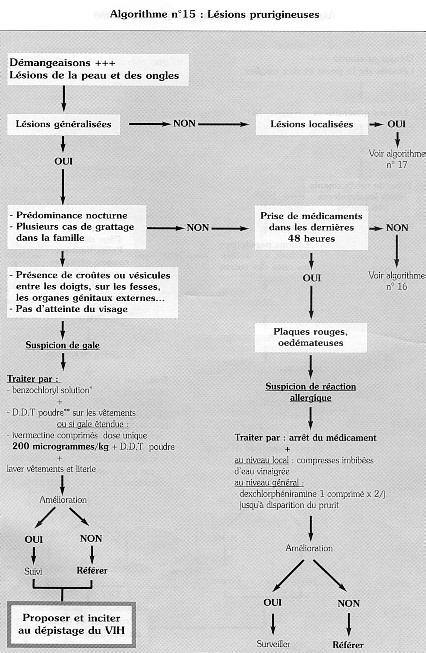 Algorithme n°15 : Lésions prurigineuses
Démangeaisons +++
Lésions de la peau et des ongles
Lésions généralisées
NON
Lésions localisées
OUI
OUI
Voir algorithme
n° 17
- Prédominance nocturne
- Plusieurs cas de grattage
dans la famille
NON
Prise de médicaments
dans les dernières
48 heures
NON
OUI
Voir algorithme
n° 16
- Présence de croûtes ou vésicules
entre les doigts, sur les fesses,
les organes génitaux externes...
- Pas d'atteinte du visage
Plaques rouges,
oedémateuses
Suspicion de gale
Suspicion de réaction
allergique
Traiter par :
- benzochloryl solution*
+
- D.D.T poudre** sur les vêtements
ou si gale étendue :
- ivermectine comprimés dose unique
200 microgrammes/kg + D.D.T poudre
+
laver vêtements et literie
Traiter par : arrêt du médicament
+
au niveau local : compresses imbibées
d'eau vinaigrée
au niveau général :
dexchlorphéniramine 1 comprimé x 2/j
jusqu'à disparition du prurit
Amélioration
OUI
NON
Suivi
Référer
Proposer et inciter
au dépistage du VIH
Amélioration
OUI
NON
Surveiller
Référer